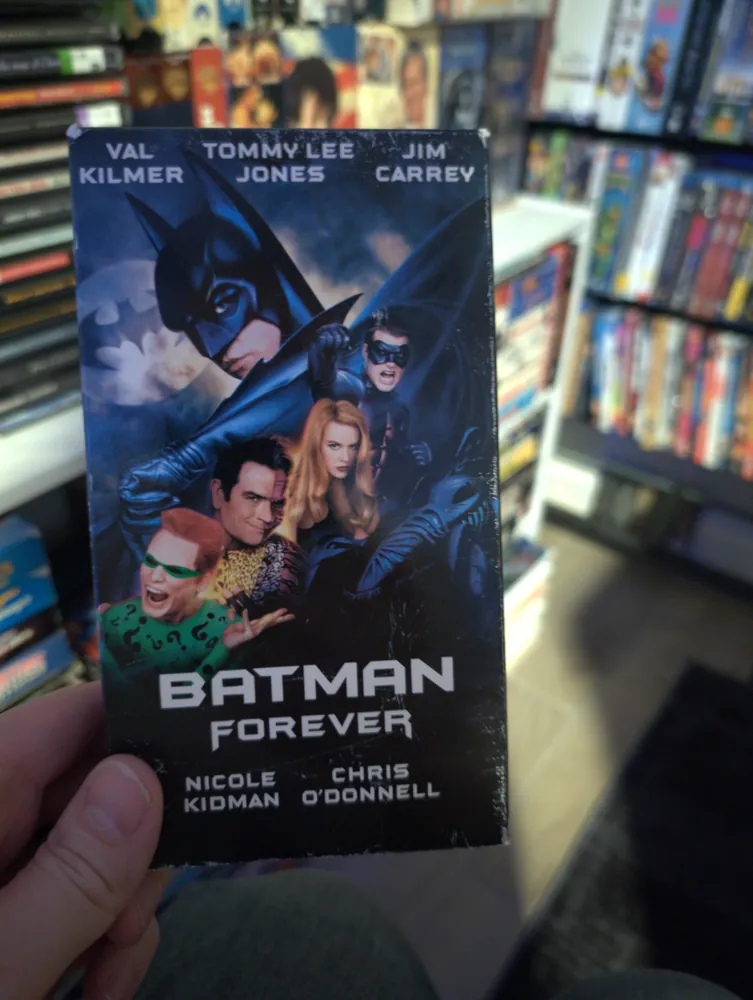 VAL TOMMY LEE JIM
KILMER JONES CARREY
BATMAN
FOREVER
NICOLE CHRIS
KIDMAN O'DONNELL